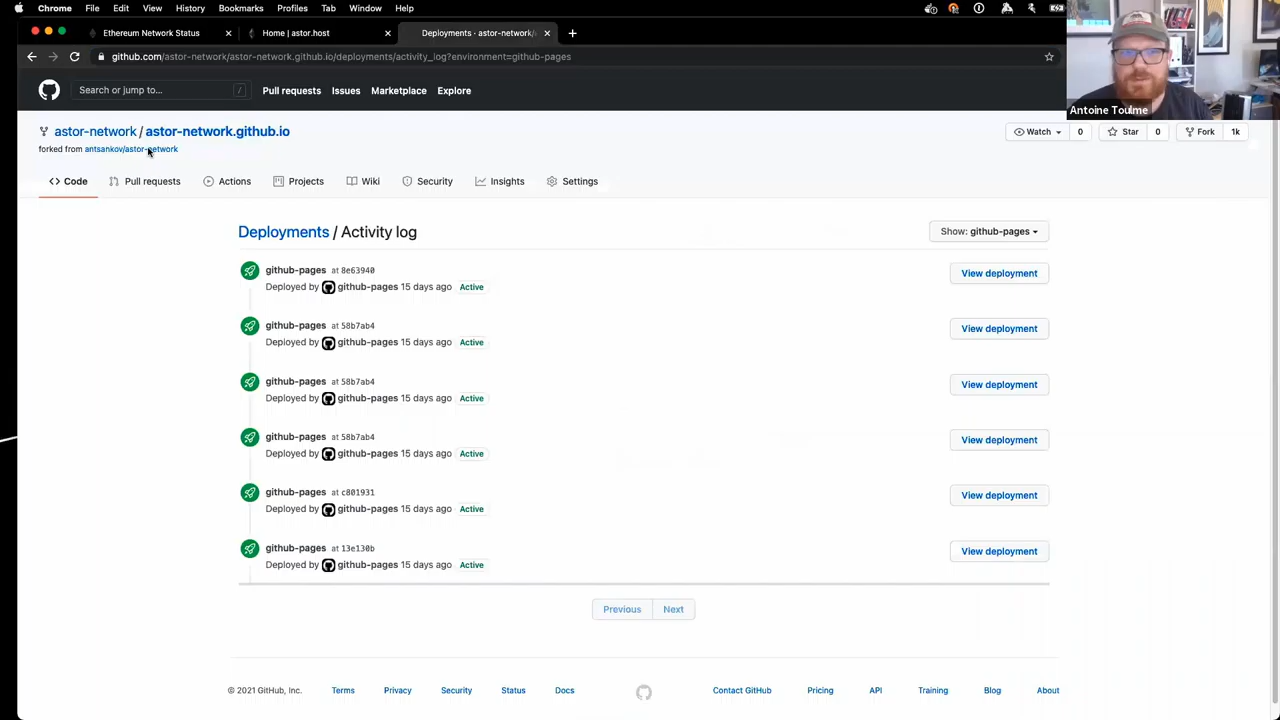 Chrome File Edit View History Bookmarks Profiles Tab Window Help
Ethereum Network Status
Home | astor.host
Deployments · astor-network/
github.com/astor-network/astor-network.github.io/deployments/activity_log?environment=github-pages
Search or jump to... /
Pull requests Issues Marketplace Explore
Antoine Toulme
astor-network / astor-network.github.io
Watch 0 Star 0 Fork 1k
forked from antsankov/astor-network
Code Pull requests Actions Projects Wiki Security Insights Settings
Deployments / Activity log
Show: github-pages
github-pages at 8e63940
Deployed by github-pages 15 days ago Active
View deployment
github-pages at 58b7ab4
Deployed by github-pages 15 days ago Active
View deployment
github-pages at 58b7ab4
Deployed by github-pages 15 days ago Active
View deployment
github-pages at 58b7ab4
Deployed by github-pages 15 days ago Active
View deployment
github-pages at c801931
Deployed by github-pages 15 days ago Active
View deployment
github-pages at 13e130b
Deployed by github-pages 15 days ago Active
View deployment
Previous Next
© 2021 GitHub, Inc. Terms Privacy Security Status Docs Contact GitHub Pricing API Training Blog About